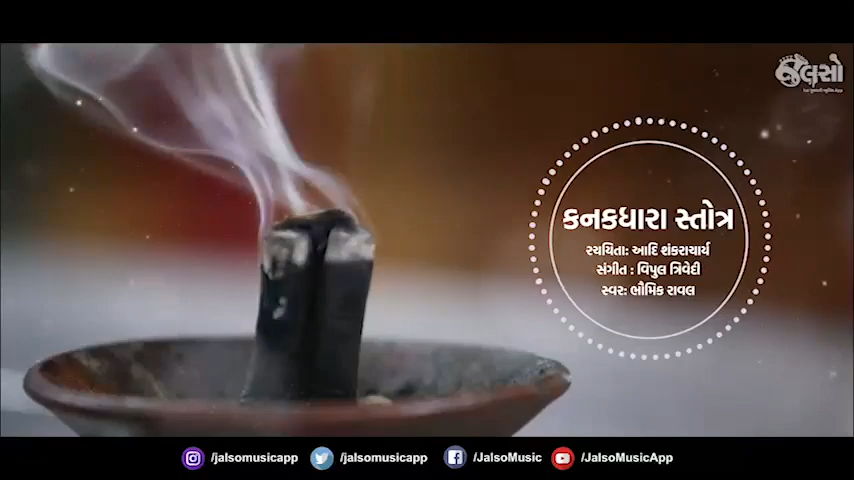 જલસો
કનકધારા સ્તોત્ર
રચયિતા: આદિ શંકરાચાર્ય
સંગીત : વિપુલ ત્રિવેદી
સ્વર: ભૌમિક રાવલ
/jalsomusicapp /jalsomusicapp /JalsoMusic /JalsoMusicApp